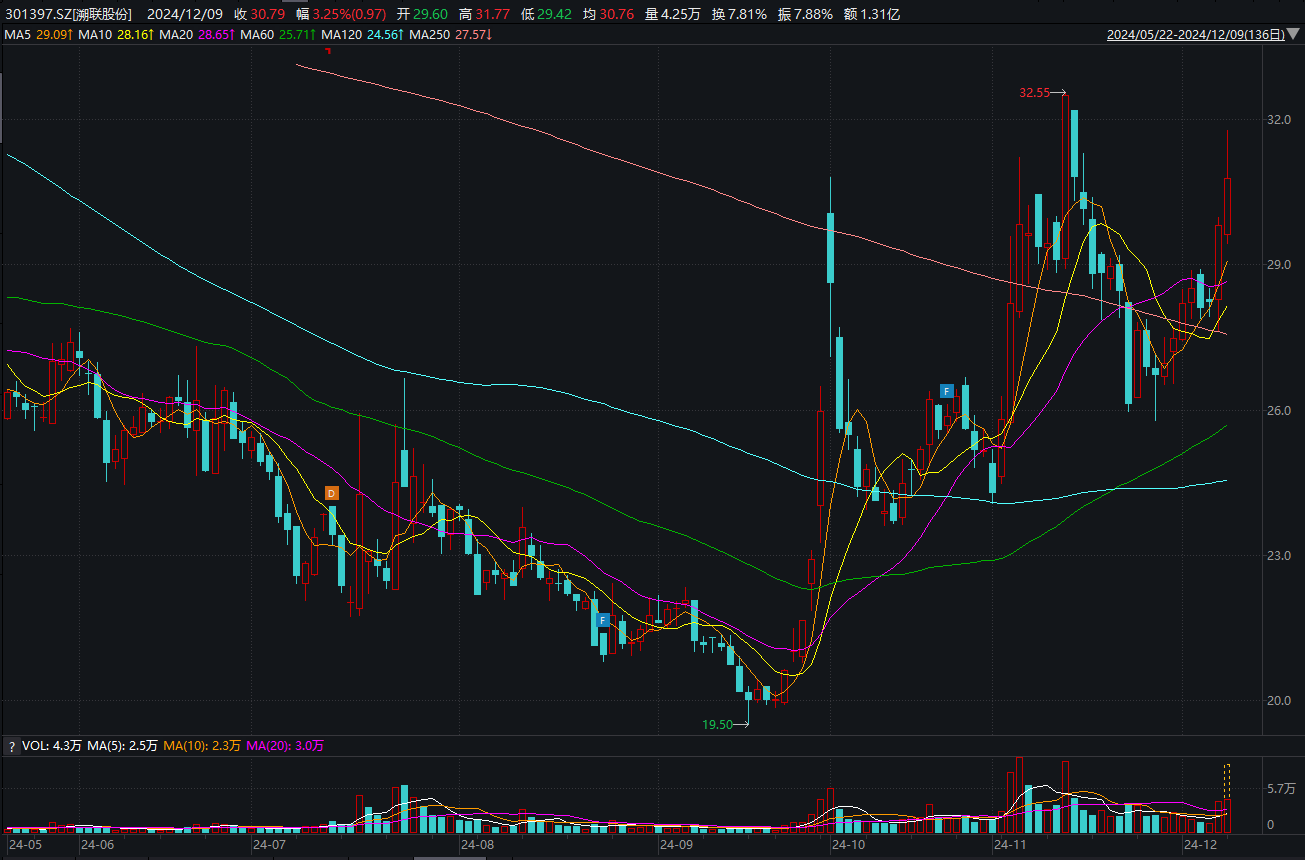 301397.SZ[溯联股份] 2024/12/09 收 30.79 幅 3.25%(0.97) 开 29.60 高 31.77 低 29.42 均 30.76 量 4.25万 换 7.81% 振 7.88% 额 1.31亿
MA5 29.09↑ MA10 28.16↑ MA20 28.65↑ MA60 25.71↑ MA120 24.56↑ MA250 27.57↓ 2024/05/22-2024/12/09(136日)▼
32.55→
32.0
29.0
F
26.0
D
23.0
F
20.0
19.50→
? VOL: 4.3万 MA(5): 2.5万 MA(10): 2.3万 MA(20): 3.0万
5.7万
0
24-05 24-06 24-07 24-08 24-09 24-10 24-11 24-12